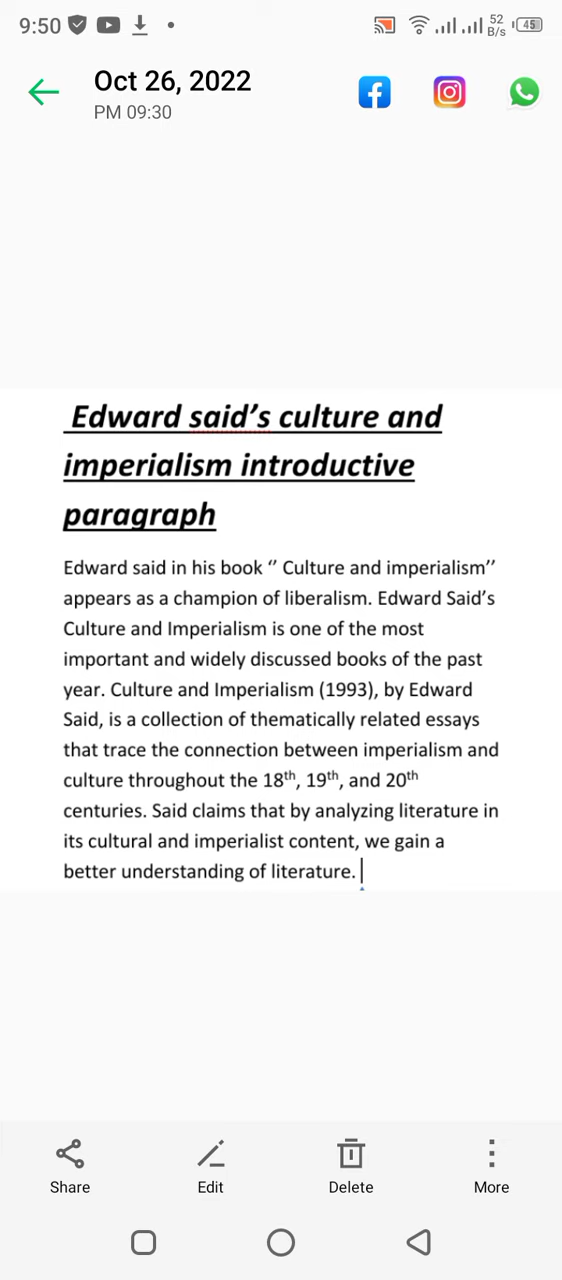 9:50 52 B/s 45
Oct 26, 2022
PM 09:30
Edward said’s culture and
imperialism introductive
paragraph
Edward said in his book “ Culture and imperialism”
appears as a champion of liberalism. Edward Said’s
Culture and Imperialism is one of the most
important and widely discussed books of the past
year. Culture and Imperialism (1993), by Edward
Said, is a collection of thematically related essays
that trace the connection between imperialism and
culture throughout the 18th, 19th, and 20th
centuries. Said claims that by analyzing literature in
its cultural and imperialist content, we gain a
better understanding of literature.
Share Edit Delete More